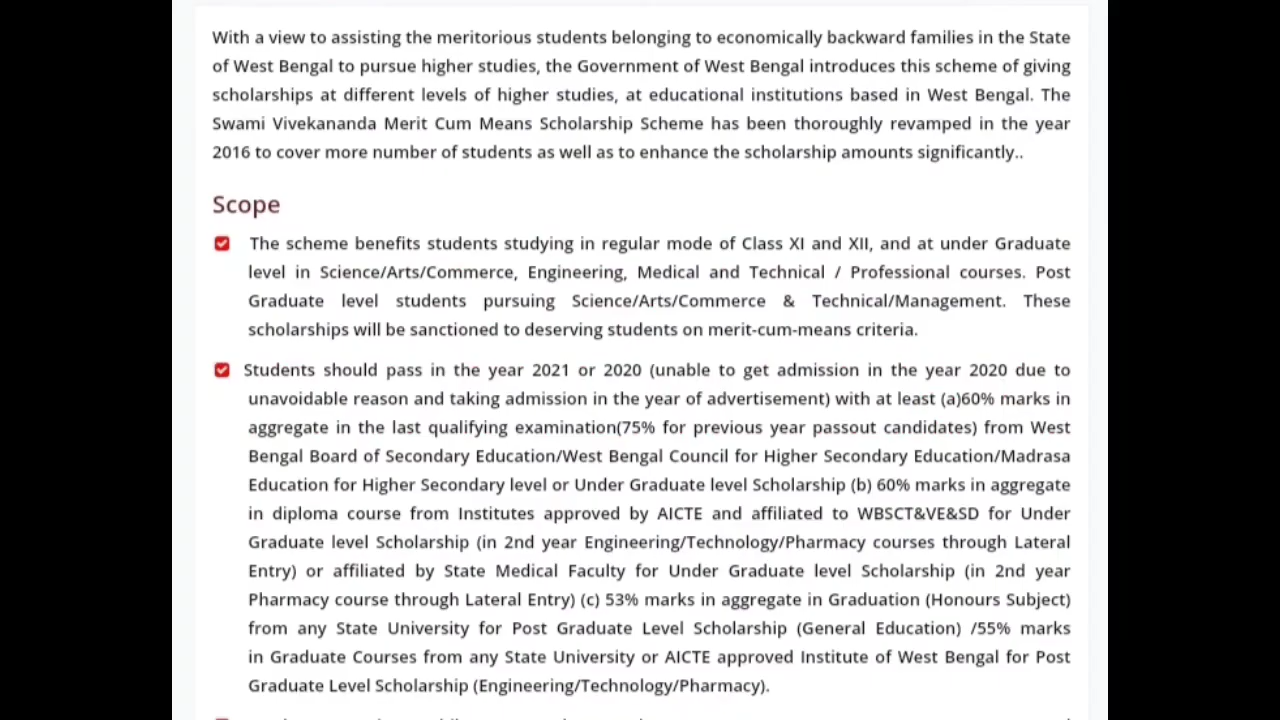 With a view to assisting the meritorious students belonging to economically backward families in the State
of West Bengal to pursue higher studies, the Government of West Bengal introduces this scheme of giving
scholarships at different levels of higher studies, at educational institutions based in West Bengal. The
Swami Vivekananda Merit Cum Means Scholarship Scheme has been thoroughly revamped in the year
2016 to cover more number of students as well as to enhance the scholarship amounts significantly..
Scope
The scheme benefits students studying in regular mode of Class XI and XII, and at under Graduate
level in Science/Arts/Commerce, Engineering, Medical and Technical / Professional courses. Post
Graduate level students pursuing Science/Arts/Commerce & Technical/Management. These
scholarships will be sanctioned to deserving students on merit-cum-means criteria.
Students should pass in the year 2021 or 2020 (unable to get admission in the year 2020 due to
unavoidable reason and taking admission in the year of advertisement) with at least (a)60% marks in
aggregate in the last qualifying examination(75% for previous year passout candidates) from West
Bengal Board of Secondary Education/West Bengal Council for Higher Secondary Education/Madrasa
Education for Higher Secondary level or Under Graduate level Scholarship (b) 60% marks in aggregate
in diploma course from Institutes approved by AICTE and affiliated to WBSCT&VE&SD for Under
Graduate level Scholarship (in 2nd year Engineering/Technology/Pharmacy courses through Lateral
Entry) or affiliated by State Medical Faculty for Under Graduate level Scholarship (in 2nd year
Pharmacy course through Lateral Entry) (c) 53% marks in aggregate in Graduation (Honours Subject)
from any State University for Post Graduate Level Scholarship (General Education) /55% marks
in Graduate Courses from any State University or AICTE approved Institute of West Bengal for Post
Graduate Level Scholarship (Engineering/Technology/Pharmacy).